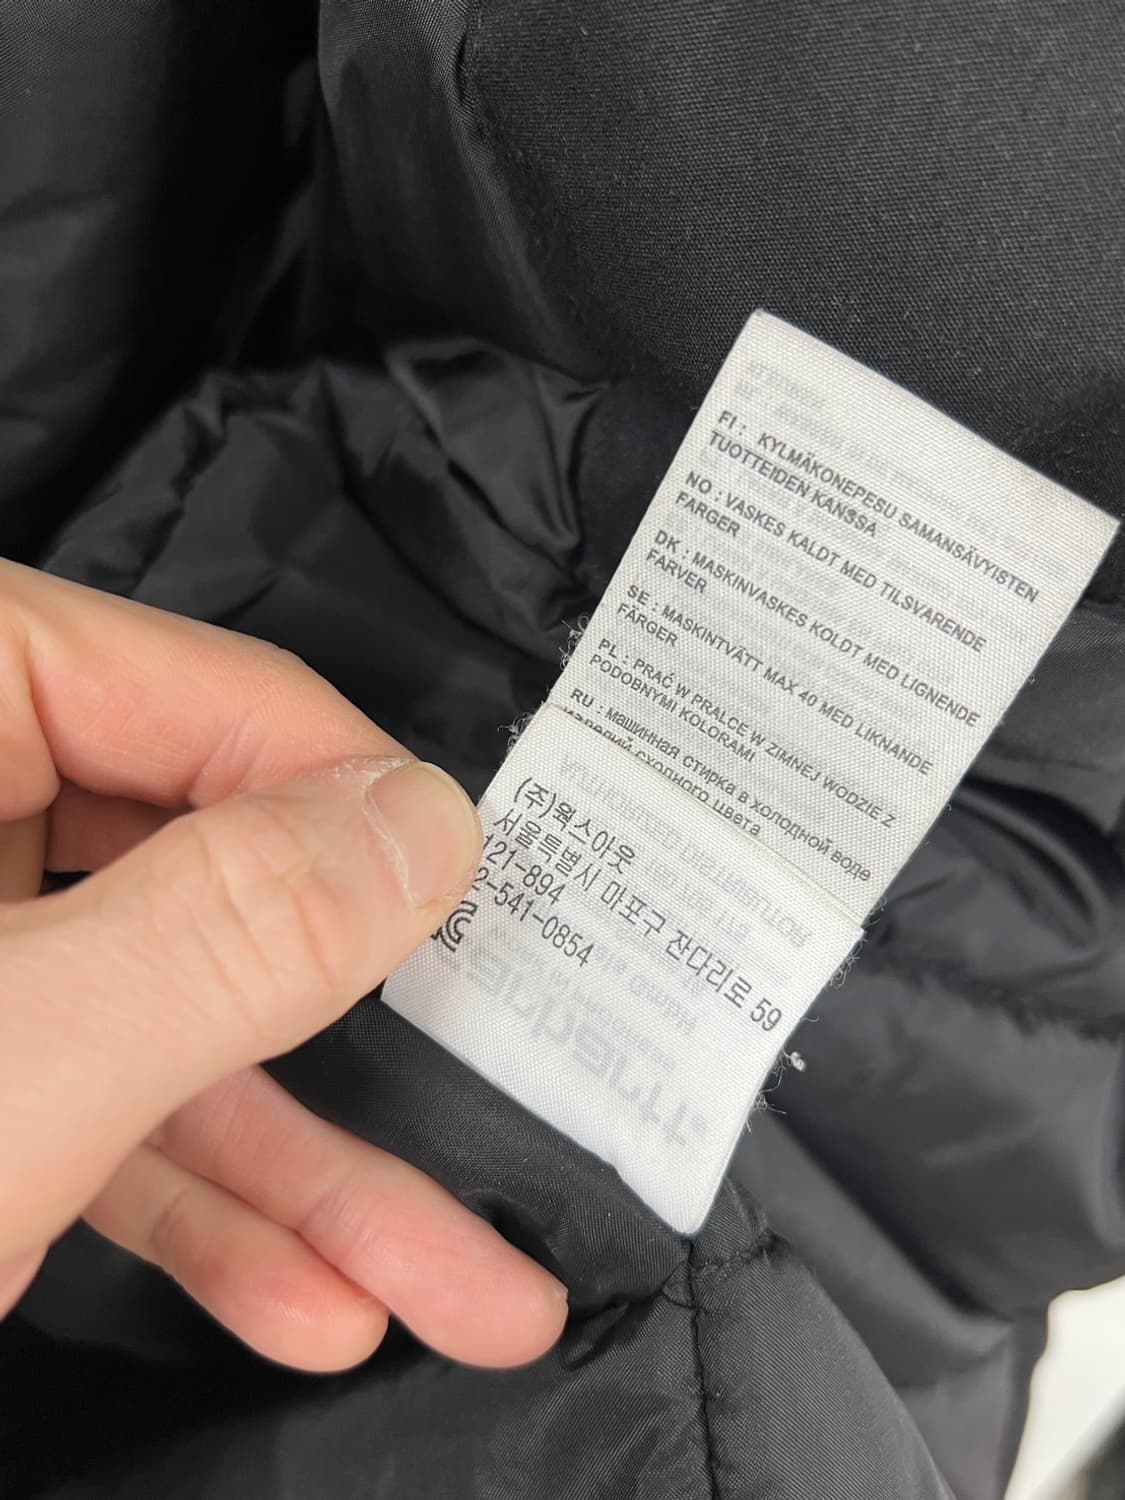 FI : KYLMÄKONEPESU SAMANSÄVYISTEN
TUOTTEIDEN KANSSA
NO : VASKES KALDT MED TILSVARENDE
FARGER
DK : MASKINVASKES KOLDT MED LIGNENDE
FARVER
SE : MASKINTVÄTT MAX 40 MED LIKNANDE
FÄRGER
PL : PRAĆ W PRALCE W ZIMNEJ WODZIE Z
PODOBNYMI KOLORAMI
RU : машинная стирка в холодной воде
изделий сходного цвета
(주)웍스아웃
서울특별시 마포구 잔다리로 59
121-894
2-541-0854